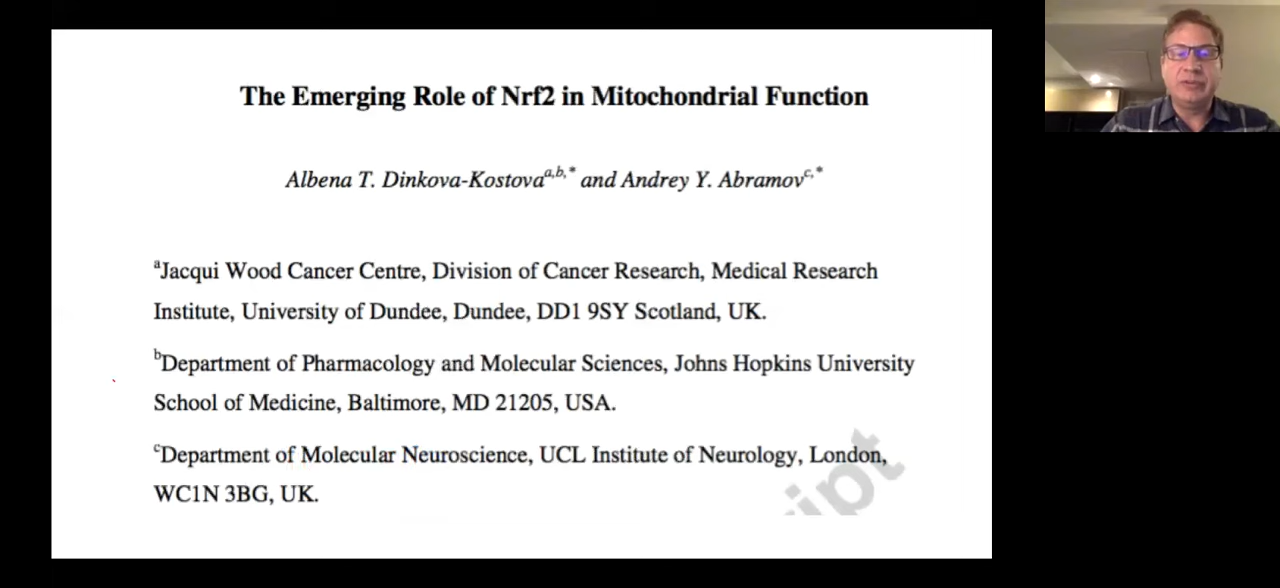 The Emerging Role of Nrf2 in Mitochondrial Function
Albena T. Dinkova-Kostovaa,b,* and Andrey Y. Abramovc,*
aJacqui Wood Cancer Centre, Division of Cancer Research, Medical Research
Institute, University of Dundee, Dundee, DD1 9SY Scotland, UK.
bDepartment of Pharmacology and Molecular Sciences, Johns Hopkins University
School of Medicine, Baltimore, MD 21205, USA.
cDepartment of Molecular Neuroscience, UCL Institute of Neurology, London,
WC1N 3BG, UK.
ript